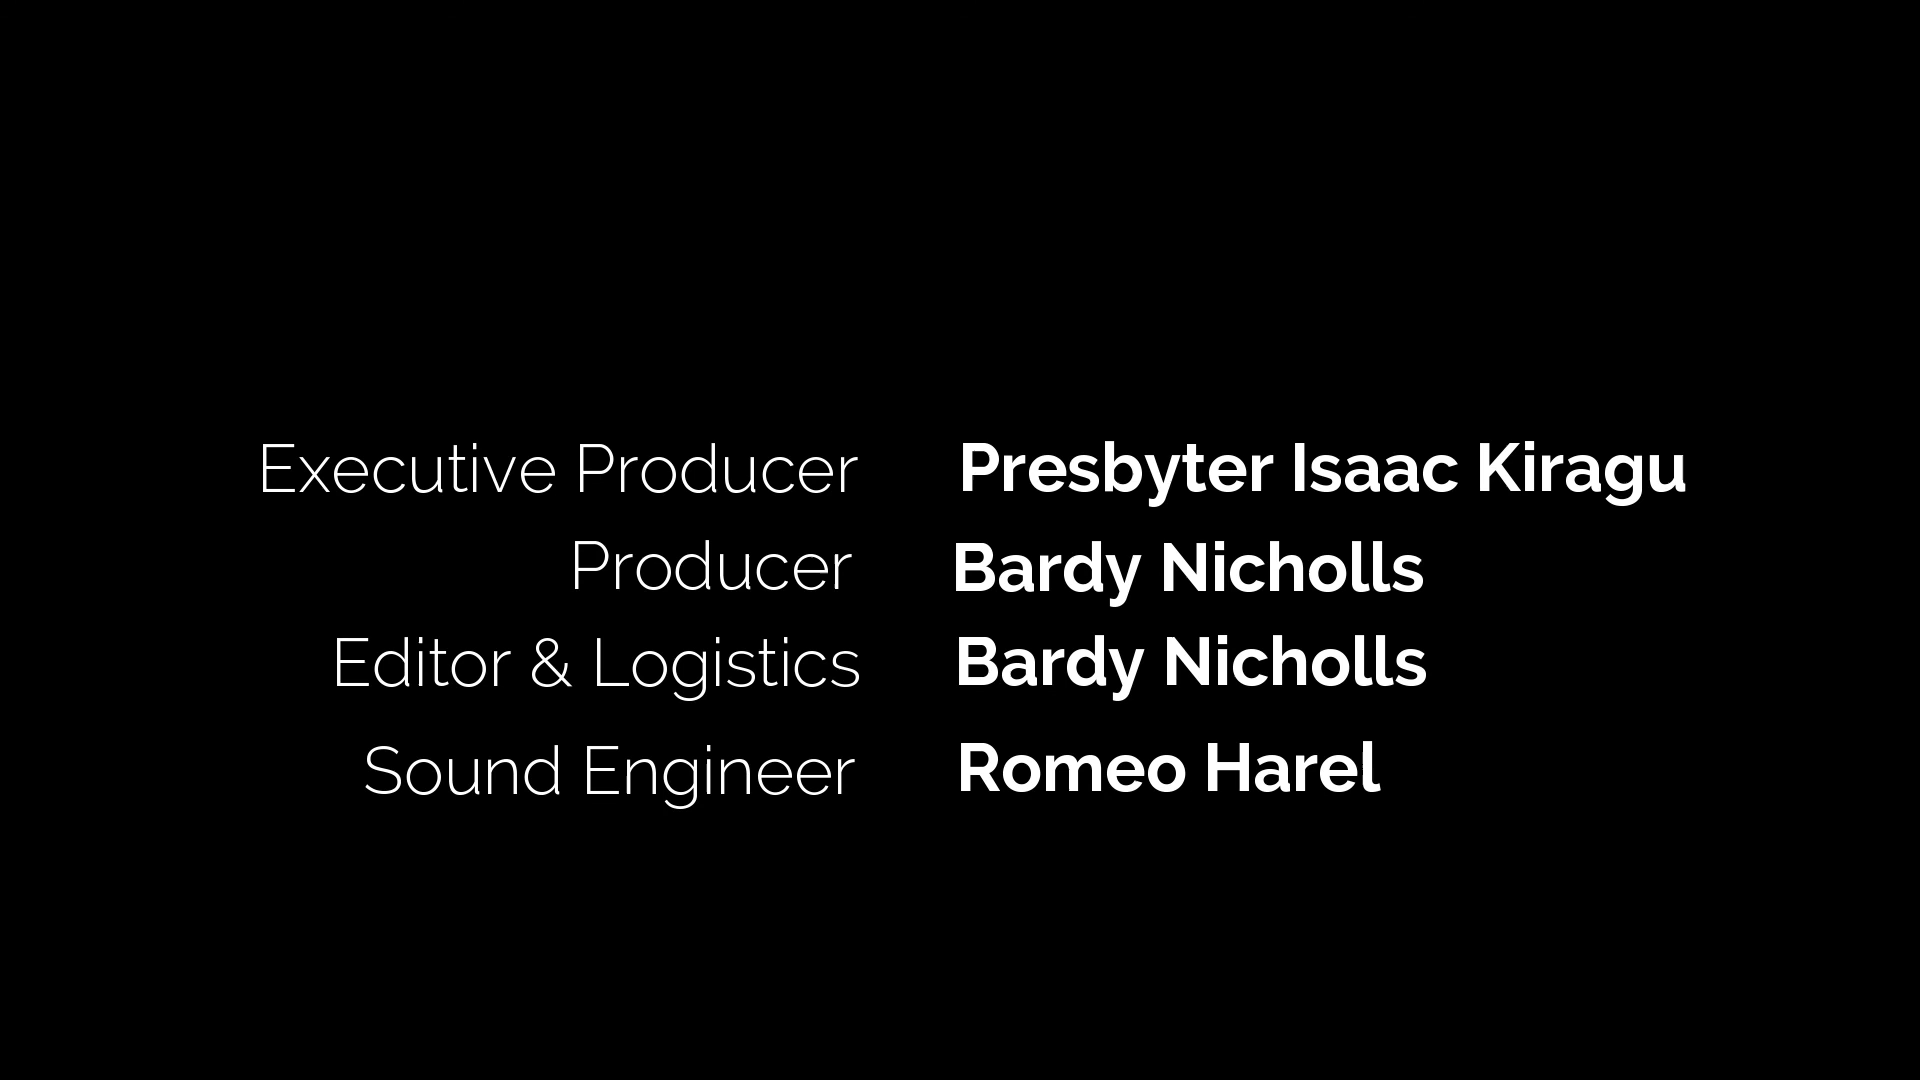 Executive Producer Presbyter Isaac Kiragu
Producer Bardy Nicholls
Editor & Logistics Bardy Nicholls
Sound Engineer Romeo Harel